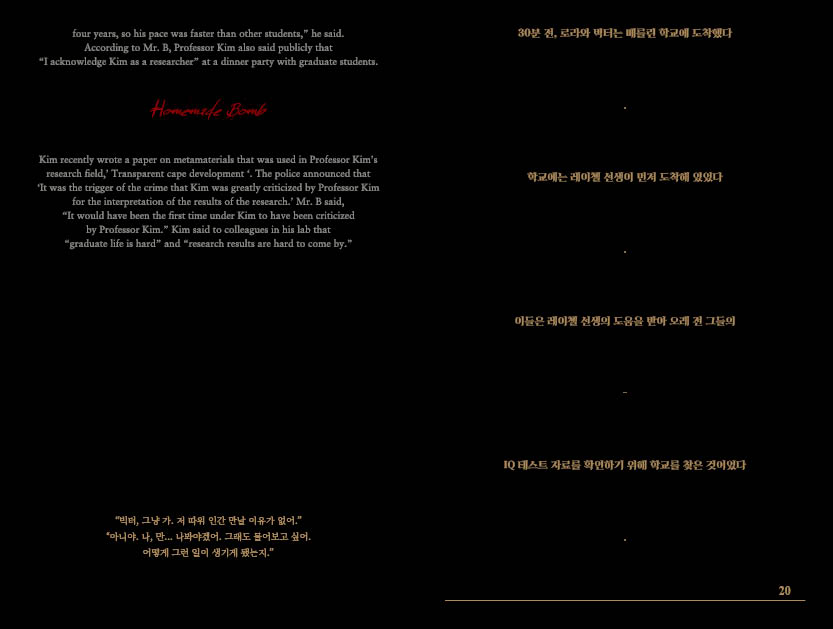 four years, so his pace was faster than other students,” he said.
According to Mr. B, Professor Kim also said publicly that
“I acknowledge Kim as a researcher” at a dinner party with graduate students.
Homemade Bomb
Kim recently wrote a paper on metamaterials that was used in Professor Kim’s
research field,’ Transparent cape development ‘. The police announced that
‘It was the trigger of the crime that Kim was greatly criticized by Professor Kim
for the interpretation of the results of the research.’ Mr. B said,
“It would have been the first time under Kim to have been criticized
by Professor Kim.” Kim said to colleagues in his lab that
“graduate life is hard” and “research results are hard to come by.”
“빅터, 그냥 가. 저 따위 인간 만날 이유가 없어.”
“아니야. 나, 만... 나봐야겠어. 그래도 물어보고 싶어.
어떻게 그런 일이 생기게 됐는지.”
30분 전, 로라와 빅터는 메를린 학교에 도착했다
.
학교에는 레이첼 선생이 먼저 도착해 있었다
.
이들은 레이첼 선생의 도움을 받아 오래 전 그들의
–
IQ 테스트 자료를 확인하기 위해 학교를 찾은 것이었다
.
20